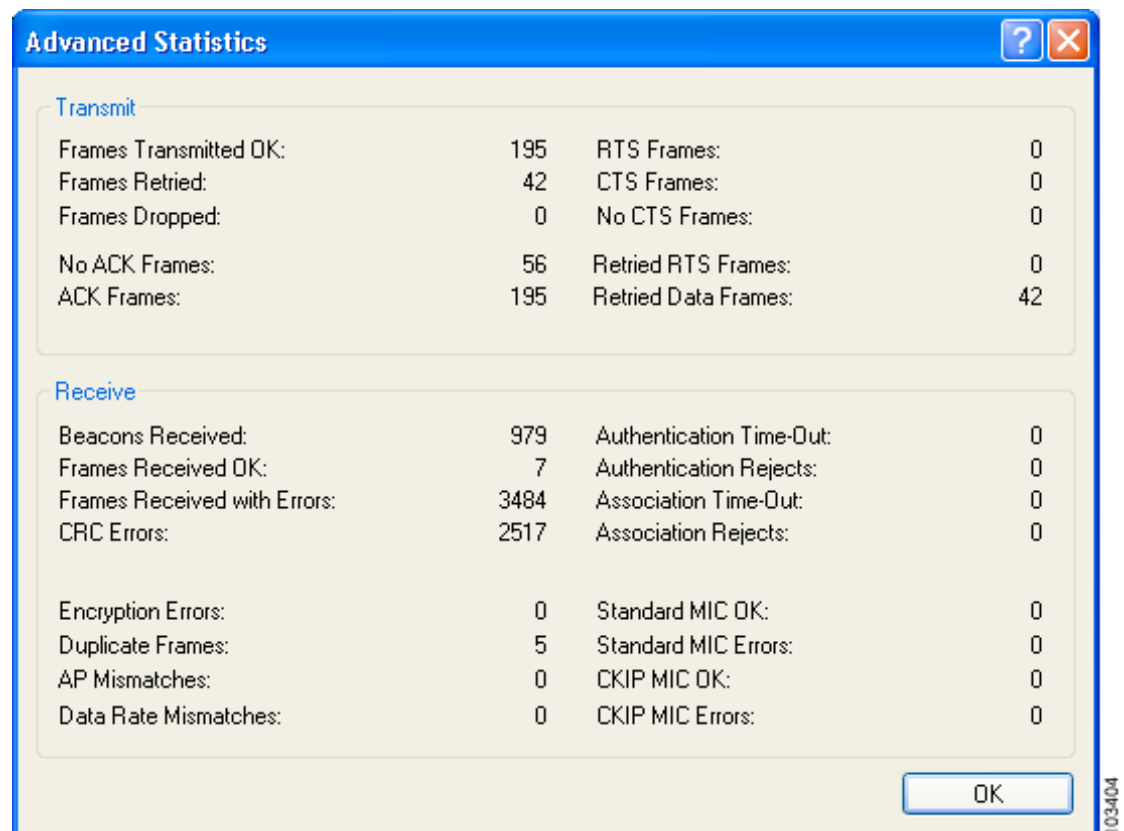 Advanced Statistics
Transmit
Frames Transmitted OK: 195 RTS Frames: 0
Frames Retried: 42 CTS Frames: 0
Frames Dropped: 0 No CTS Frames: 0
No ACK Frames: 56 Retried RTS Frames: 0
ACK Frames: 195 Retried Data Frames: 42
Receive
Beacons Received: 979 Authentication Time-Out: 0
Frames Received OK: 7 Authentication Rejects: 0
Frames Received with Errors: 3484 Association Time-Out: 0
CRC Errors: 2517 Association Rejects: 0
Encryption Errors: 0 Standard MIC OK: 0
Duplicate Frames: 5 Standard MIC Errors: 0
AP Mismatches: 0 CKIP MIC OK: 0
Data Rate Mismatches: 0 CKIP MIC Errors: 0
OK
103404